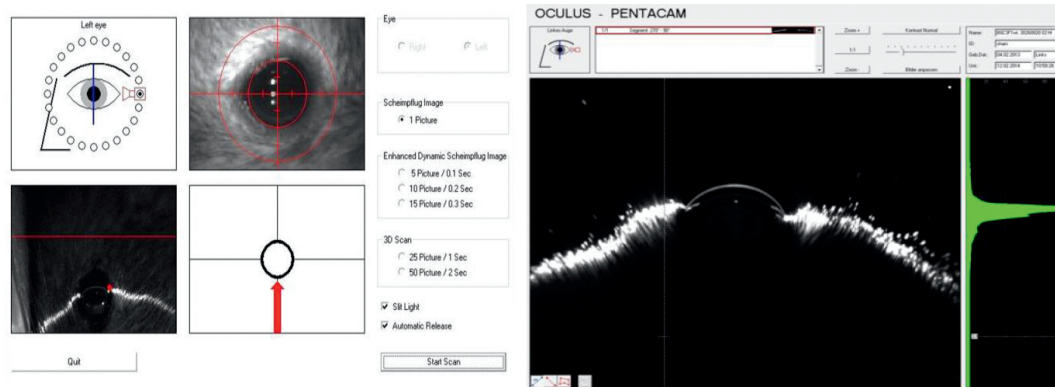 Left eye
Eye
Right
Left
Scheimpflug Image
1 Picture
Enhanced Dynamic Scheimpflug Image
5 Picture / 0.1 Sec
10 Picture / 0.2 Sec
15 Picture / 0.3 Sec
3D Scan
25 Picture / 1 Sec
50 Picture / 2 Sec
Slit Light
Automatic Release
Quit
Start Scan
OCULUS - PENTACAM
Linkes Auge
1/1
Zoom +
1:1
Zoom -
Kontrast Normal
Bilder anpassen
Name:
ID:
Geb.Dat:
Links